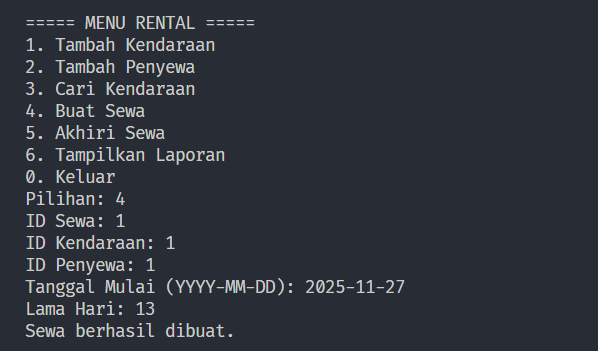 ===== MENU RENTAL =====
1. Tambah Kendaraan
2. Tambah Penyewa
3. Cari Kendaraan
4. Buat Sewa
5. Akhiri Sewa
6. Tampilkan Laporan
0. Keluar
Pilihan: 4
ID Sewa: 1
ID Kendaraan: 1
ID Penyewa: 1
Tanggal Mulai (YYYY-MM-DD): 2025-11-27
Lama Hari: 13
Sewa berhasil dibuat.